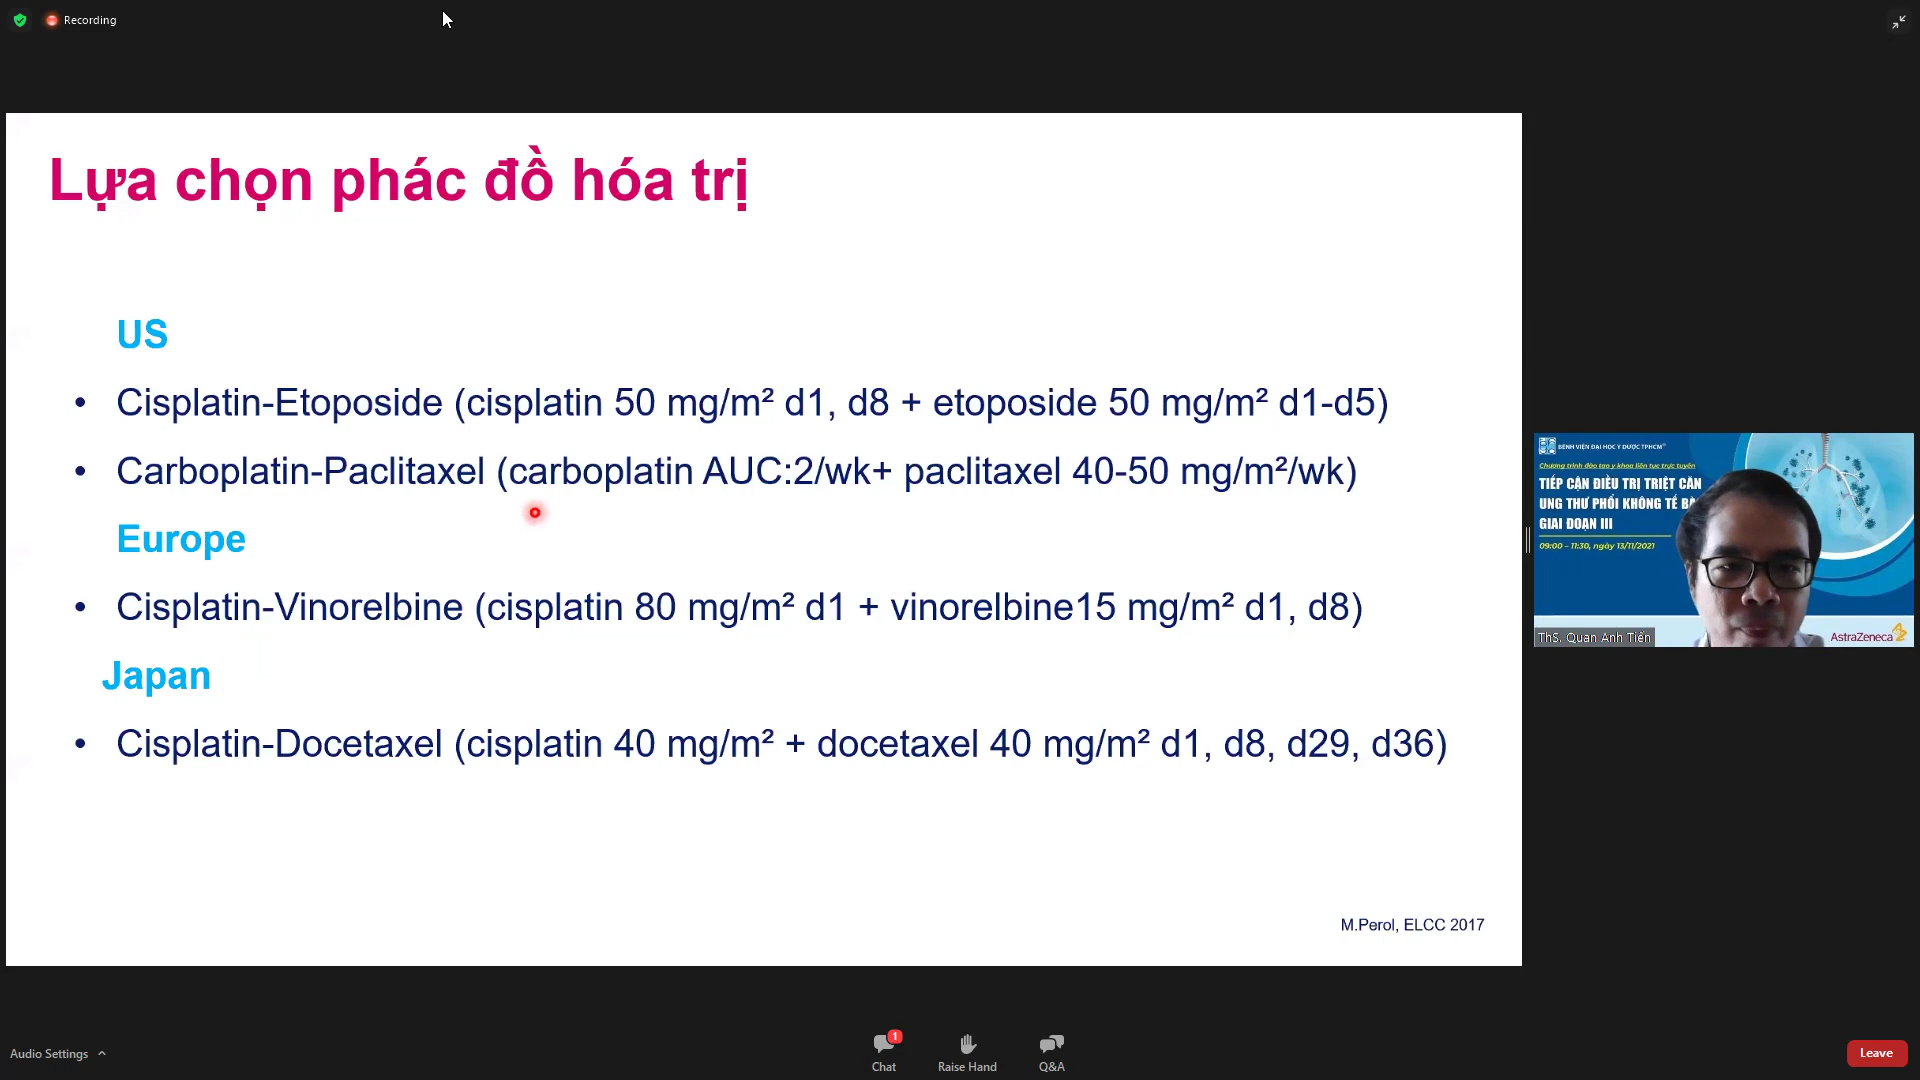 Recording
Lựa chọn phác đồ hóa trị
US
• Cisplatin-Etoposide (cisplatin 50 mg/m² d1, d8 + etoposide 50 mg/m² d1-d5)
• Carboplatin-Paclitaxel (carboplatin AUC:2/wk+ paclitaxel 40-50 mg/m²/wk)
Europe
• Cisplatin-Vinorelbine (cisplatin 80 mg/m² d1 + vinorelbine15 mg/m² d1, d8)
Japan
• Cisplatin-Docetaxel (cisplatin 40 mg/m² + docetaxel 40 mg/m² d1, d8, d29, d36)
M.Perol, ELCC 2017
BỆNH VIỆN ĐẠI HỌC Y DƯỢC TPHCM
Chương trình đào tạo y khoa liên tục trực tuyến
TIẾP CẬN ĐIỀU TRỊ TRIỆT CĂN
UNG THƯ PHỔI KHÔNG TẾ
GIAI ĐOẠN III
09:00 - 11:30, ngày 13/11/2021
ThS. Quan Anh Tiến
AstraZeneca
Audio Settings
1
Chat
Raise Hand
Q&A
Leave